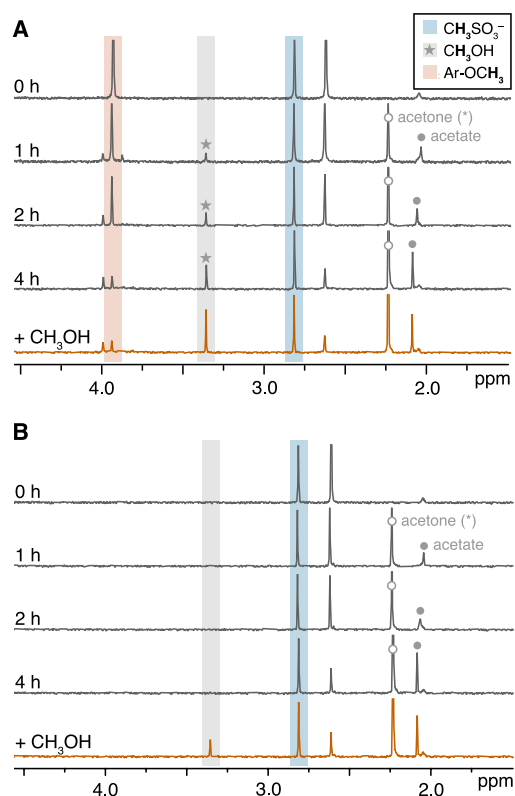 A
CH₃SO₃⁻
★ CH₃OH
Ar-OCH₃
0 h
acetone (*)
acetate
1 h
2 h
4 h
+ CH₃OH
4.0 3.0 2.0 ppm
B
0 h
acetone (*)
acetate
1 h
2 h
4 h
+ CH₃OH
4.0 3.0 2.0 ppm